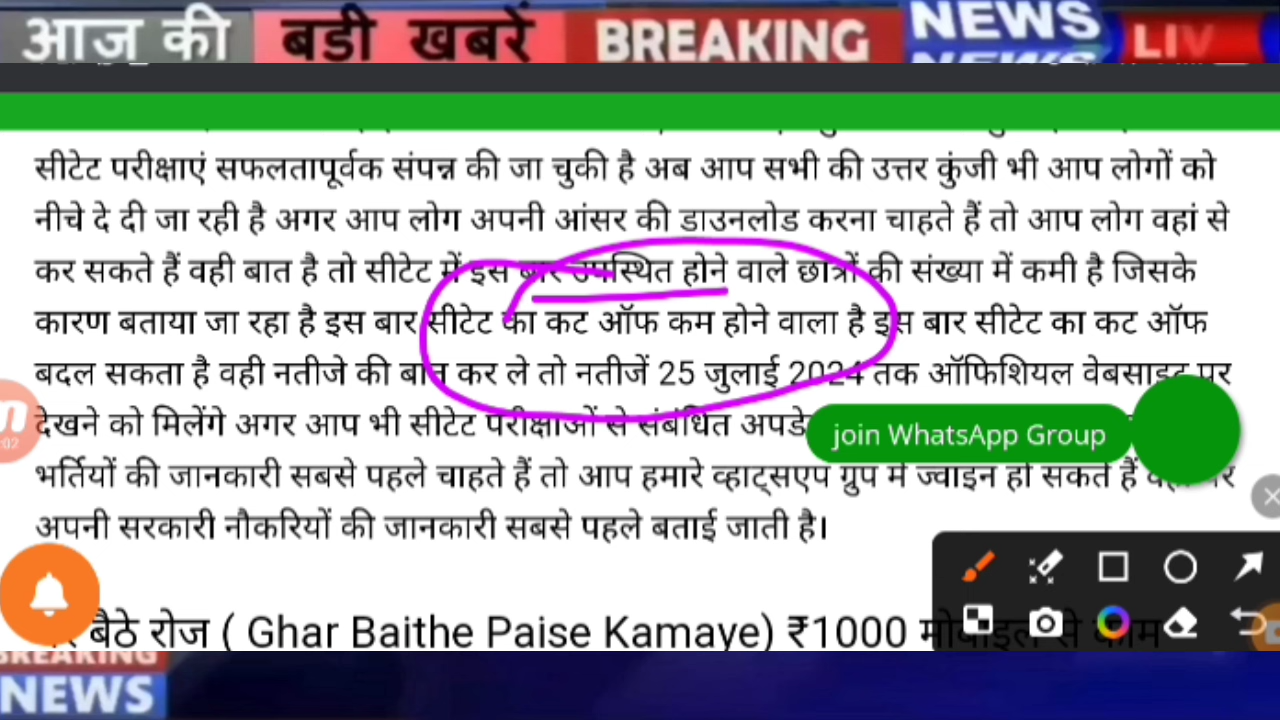 आज की बडी खबरें BREAKING NEWS LIV
सीटेट परीक्षाएं सफलतापूर्वक संपन्न की जा चुकी है अब आप सभी की उत्तर कुंजी भी आप लोगों को
नीचे दे दी जा रही है अगर आप लोग अपनी आंसर की डाउनलोड करना चाहते हैं तो आप लोग वहां से
कर सकते हैं वही बात है तो सीटेट में इस बार उपस्थित होने वाले छात्रों की संख्या में कमी है जिसके
कारण बताया जा रहा है इस बार सीटेट का कट ऑफ कम होने वाला है इस बार सीटेट का कट ऑफ
बदल सकता है वही नतीजे की बात कर ले तो नतीजें 25 जुलाई 2024 तक ऑफिशियल वेबसाइट पर
देखने को मिलेंगे अगर आप भी सीटेट परीक्षाओं से संबंधित अपडे
join WhatsApp Group
भर्तियों की जानकारी सबसे पहले चाहते हैं तो आप हमारे व्हाट्सएप ग्रुप में ज्वाइन हो सकते हैं
अपनी सरकारी नौकरियों की जानकारी सबसे पहले बताई जाती है।
बैठे रोज ( Ghar Baithe Paise Kamaye) ₹1000 मोबाइल से काम
BREAKING
NEWS